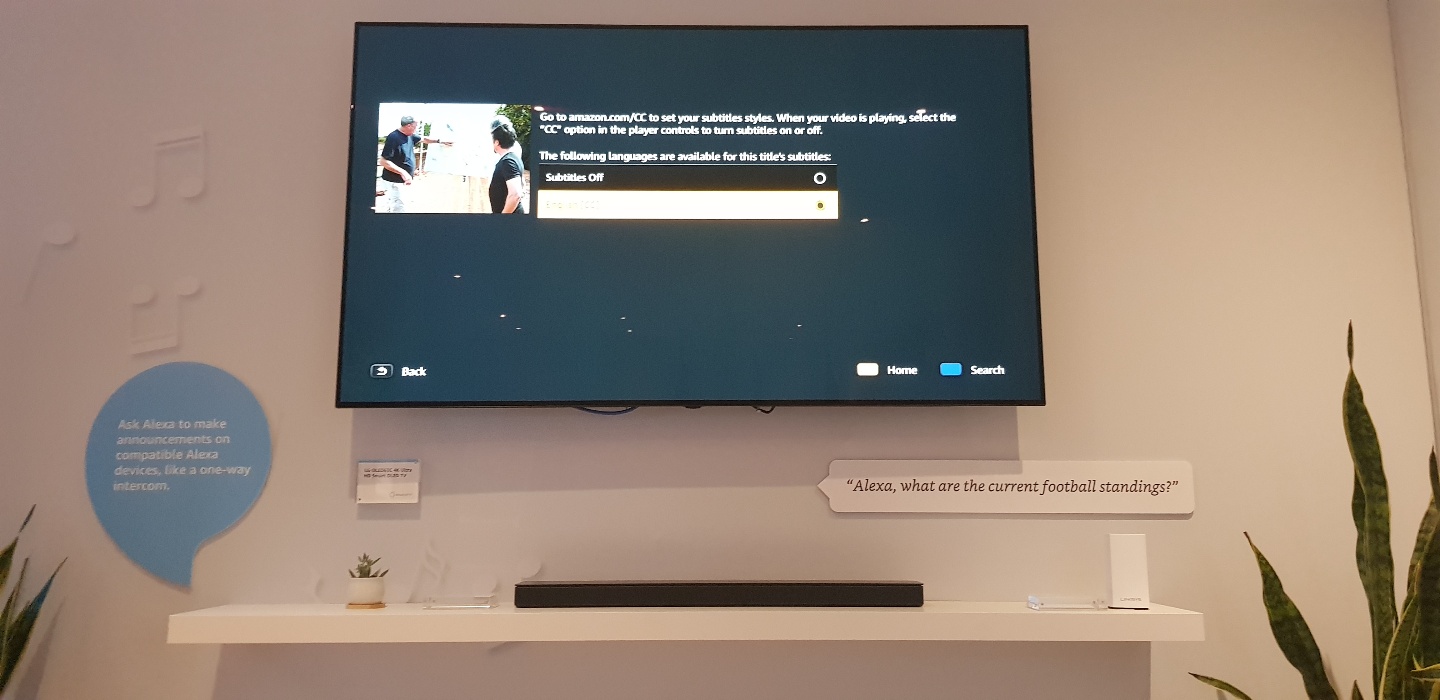 Go to amazon.com/CC to set your subtitles styles. When your video is playing, select the
"CC" option in the player controls to turn subtitles on or off.
The following languages are available for this title's subtitles:
Subtitles Off
English [CC]
Back
Home
Search
Ask Alexa to make
announcements on
compatible Alexa
devices, like a one-way
intercom.
“Alexa, what are the current football standings?”